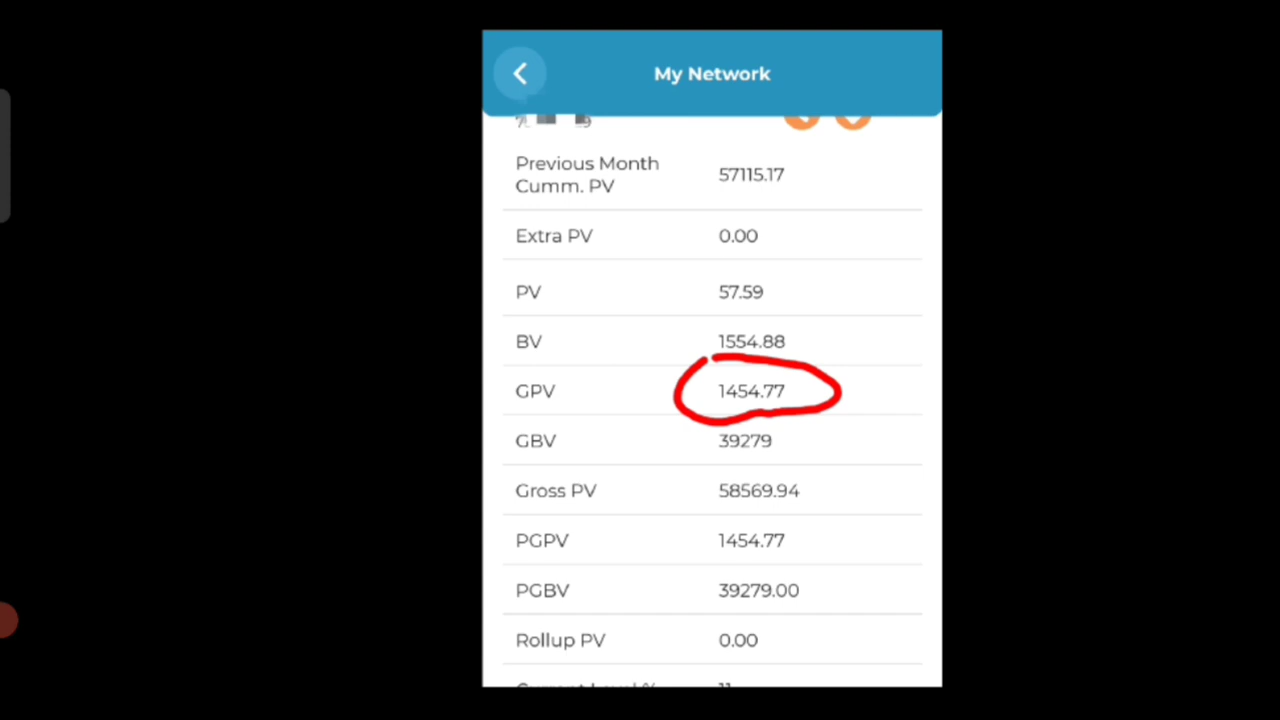 My Network
Previous Month
Cumm. PV
57115.17
Extra PV 0.00
PV 57.59
BV 1554.88
GPV 1454.77
GBV 39279
Gross PV 58569.94
PGPV 1454.77
PGBV 39279.00
Rollup PV 0.00